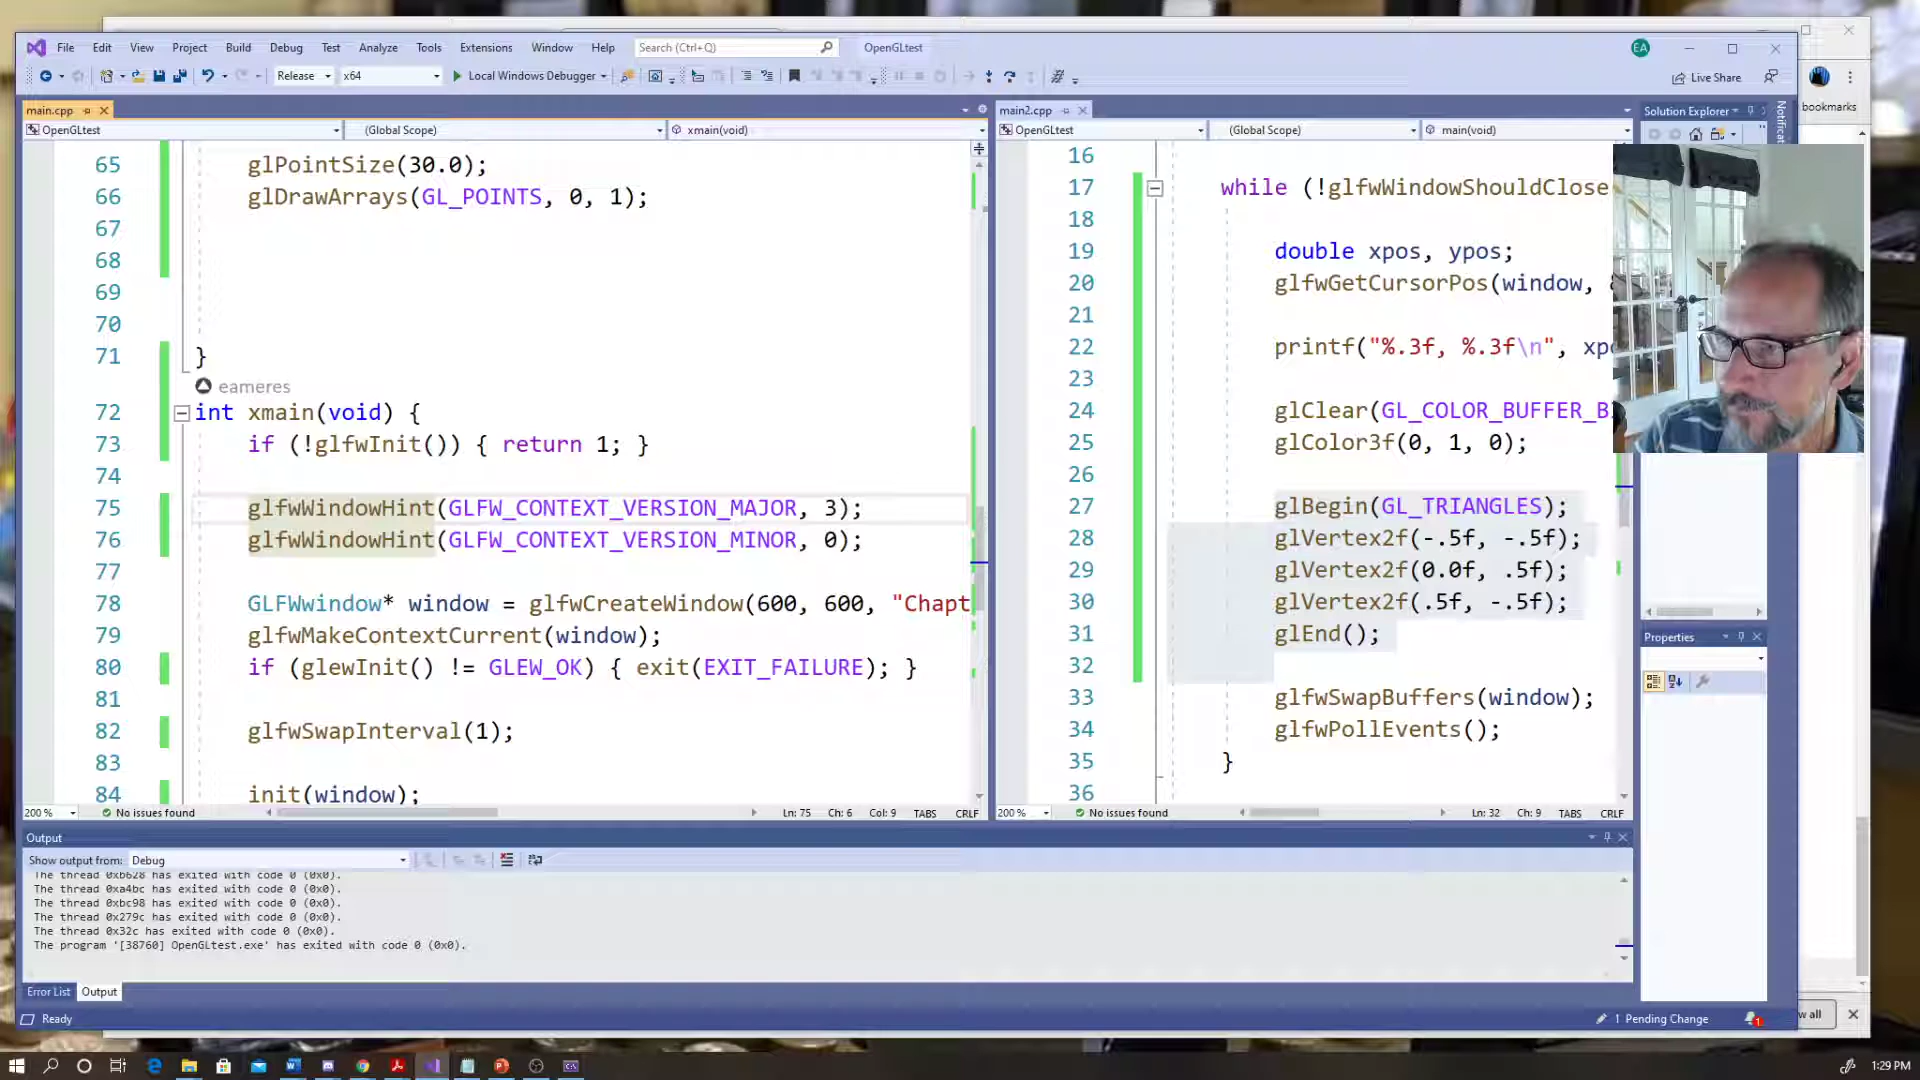 File Edit View Project Build Debug Test Analyze Tools Extensions Window Help Search (Ctrl+Q) OpenGLtest EA
Release x64 Local Windows Debugger Live Share
bookmarks
main.cpp
OpenGLtest (Global Scope) xmain(void)
65 glPointSize(30.0);
66 glDrawArrays(GL_POINTS, 0, 1);
67
68
69
70
71 }
eameres
72 int xmain(void) {
73 if (!glfwInit()) { return 1; }
74
75 glfwWindowHint(GLFW_CONTEXT_VERSION_MAJOR, 3);
76 glfwWindowHint(GLFW_CONTEXT_VERSION_MINOR, 0);
77
78 GLFWwindow* window = glfwCreateWindow(600, 600, "Chapt
79 glfwMakeContextCurrent(window);
80 if (glewInit() != GLEW_OK) { exit(EXIT_FAILURE); }
81
82 glfwSwapInterval(1);
83
84 init(window);
200 % No issues found Ln: 75 Ch: 6 Col: 9 TABS CRLF
main2.cpp
OpenGLtest (Global Scope) main(void)
16
17 while (!glfwWindowShouldClose
18
19 double xpos, ypos;
20 glfwGetCursorPos(window,
21
22 printf("%.3f, %.3f\n", xpo
23
24 glClear(GL_COLOR_BUFFER_B
25 glColor3f(0, 1, 0);
26
27 glBegin(GL_TRIANGLES);
28 glVertex2f(-.5f, -.5f);
29 glVertex2f(0.0f, .5f);
30 glVertex2f(.5f, -.5f);
31 glEnd();
32
33 glfwSwapBuffers(window);
34 glfwPollEvents();
35 }
36
200 % No issues found Ln: 32 Ch: 9 TABS CRLF
Solution Explorer
Properties
Output
Show output from: Debug
The thread 0xb628 has exited with code 0 (0x0).
The thread 0xa4bc has exited with code 0 (0x0).
The thread 0xbc98 has exited with code 0 (0x0).
The thread 0x279c has exited with code 0 (0x0).
The thread 0x32c has exited with code 0 (0x0).
The program '[38760] OpenGLtest.exe' has exited with code 0 (0x0).
Error List Output
Ready 1 Pending Change 1
w all
1:29 PM